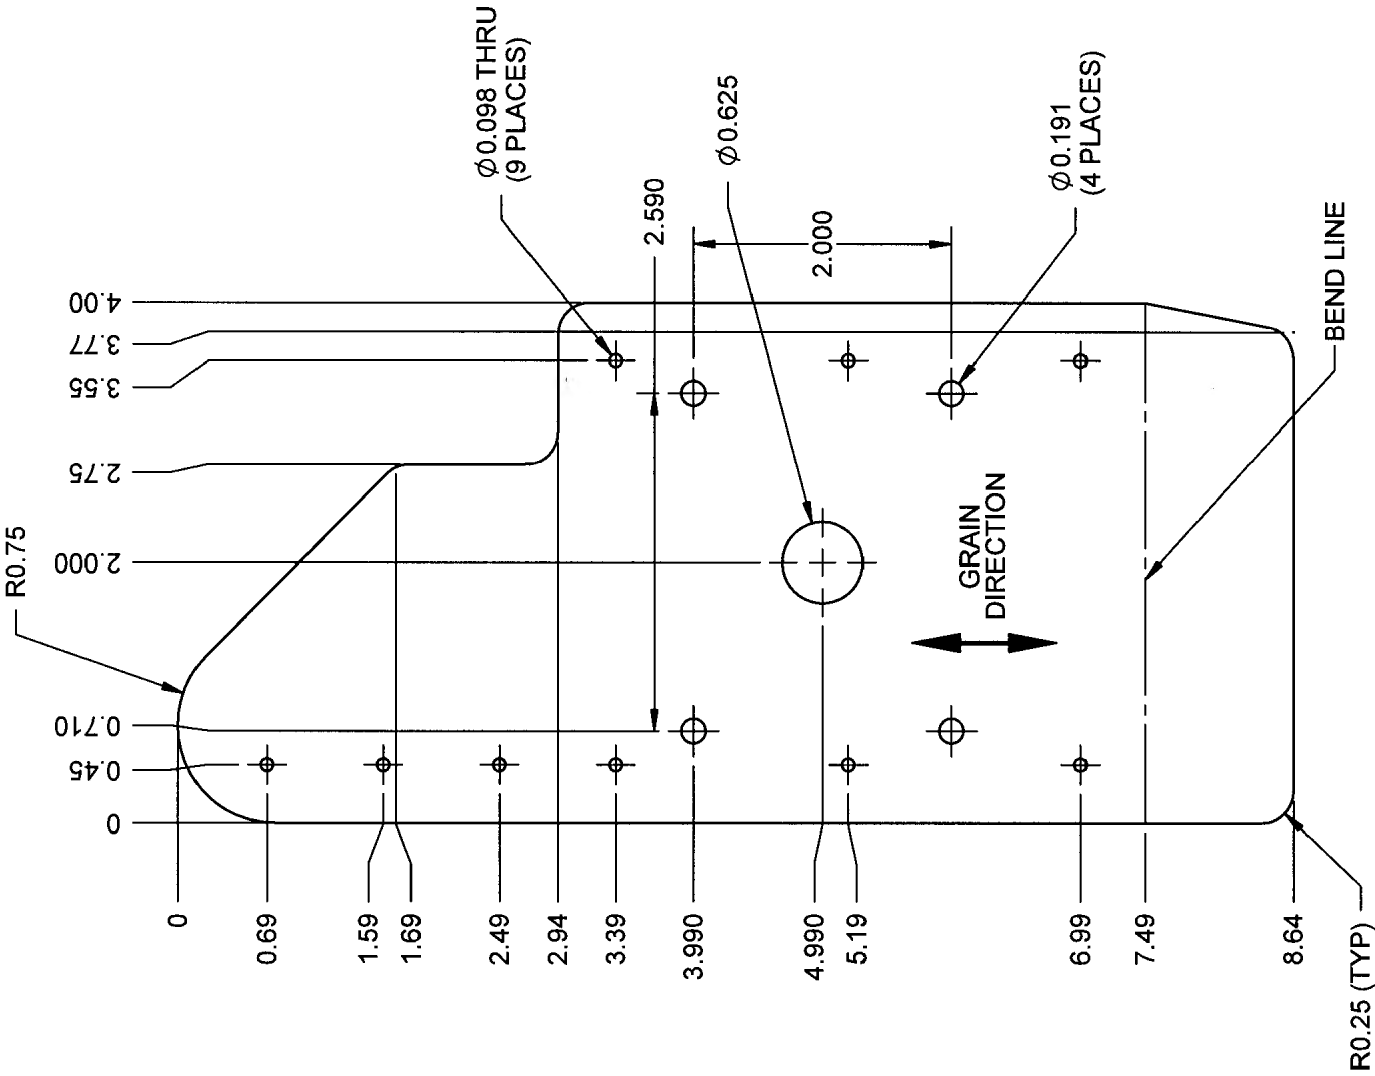 Ø0.098 THRU
(9 PLACES)
Ø0.625
Ø0.191
(4 PLACES)
2.590
2.000
BEND LINE
4.00
3.77
3.55
2.75
2.000
0.710
0.45
0
R0.75
GRAIN
DIRECTION
0
0.69
1.59
1.69
2.49
2.94
3.39
3.990
4.990
5.19
6.99
7.49
8.64
R0.25 (TYP)